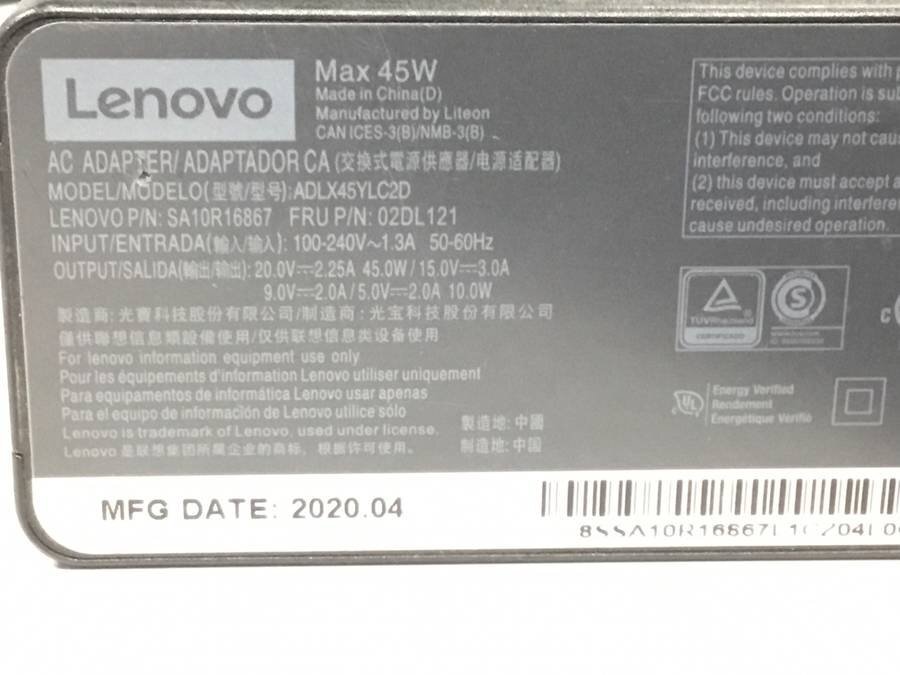 Lenovo
Max 45W
Made in China(D)
Manufactured by Liteon
CAN ICES-3(B)/NMB-3(B)
AC ADAPTER/ ADAPTADOR CA (交換式電源供應器/电源适配器)
MODEL/MODELO(型號/型号): ADLX45YLC2D
LENOVO P/N: SA10R16867 FRU P/N: 02DL121
INPUT/ENTRADA(輸入/输入): 100-240V~1.3A 50-60Hz
OUTPUT/SALIDA(輸出/输出): 20.0V⎓2.25A 45.0W / 15.0V⎓3.0A
9.0V⎓2.0A / 5.0V⎓2.0A 10.0W
製造商: 光寶科技股份有限公司/制造商: 光宝科技股份有限公司
僅供聯想信息類設備使用/仅供联想信息类设备使用
For lenovo information equipment use only
Pour les équipements d'information Lenovo utiliser uniquement
Para equipamentos de informática Lenovo usar apenas
Para el equipo de información de Lenovo utilice sólo
Lenovo is trademark of Lenovo, used under license.
Lenovo 是联想集团所属企业的商标, 根据许可使用.
製造地: 中國
制造地: 中国
This device complies with
FCC rules. Operation is
following two conditions:
(1) This device may not
interference, and
(2) this device must accept
received, including
cause undesired operation.
TÜVRheinland
CERTIFICADO
S
UL
Energy Verified
Rendement
Energétique Vérifié
MFG DATE: 2020.04